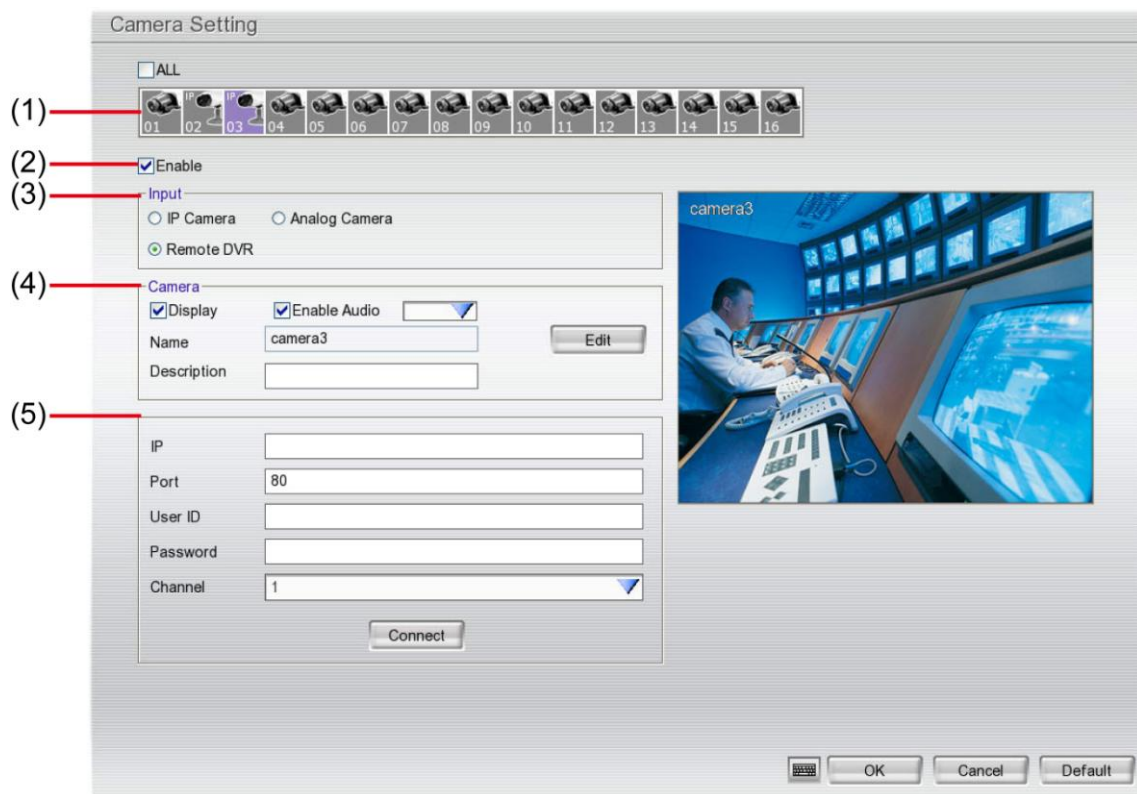 Camera Setting
ALL
(1)
01 IP 02 IP 03 04 05 06 07 08 09 10 11 12 13 14 15 16
(2)
Enable
(3)
Input
IP Camera Analog Camera
Remote DVR
camera3
(4)
Camera
Display Enable Audio
Name camera3 Edit
Description
(5)
IP
Port 80
User ID
Password
Channel 1
Connect
OK Cancel Default